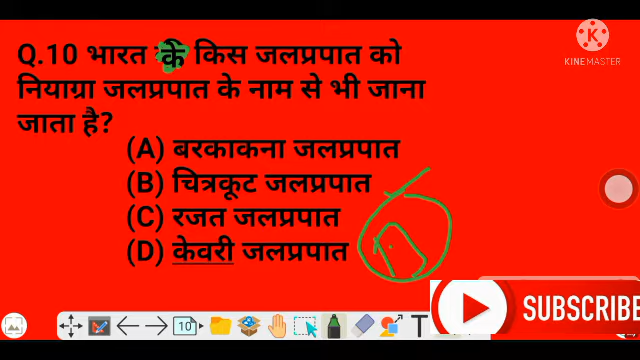 Q.10 भारत के किस जलप्रपात को
KINEMASTER
नियाग्रा जलप्रपात के नाम से भी जाना
जाता है?
(A) बरकाकना जलप्रपात
(B) चित्रकूट जलप्रपात
(C) रजत जलप्रपात
(D) केवरी जलप्रपात
SUBSCRIBE
10
T